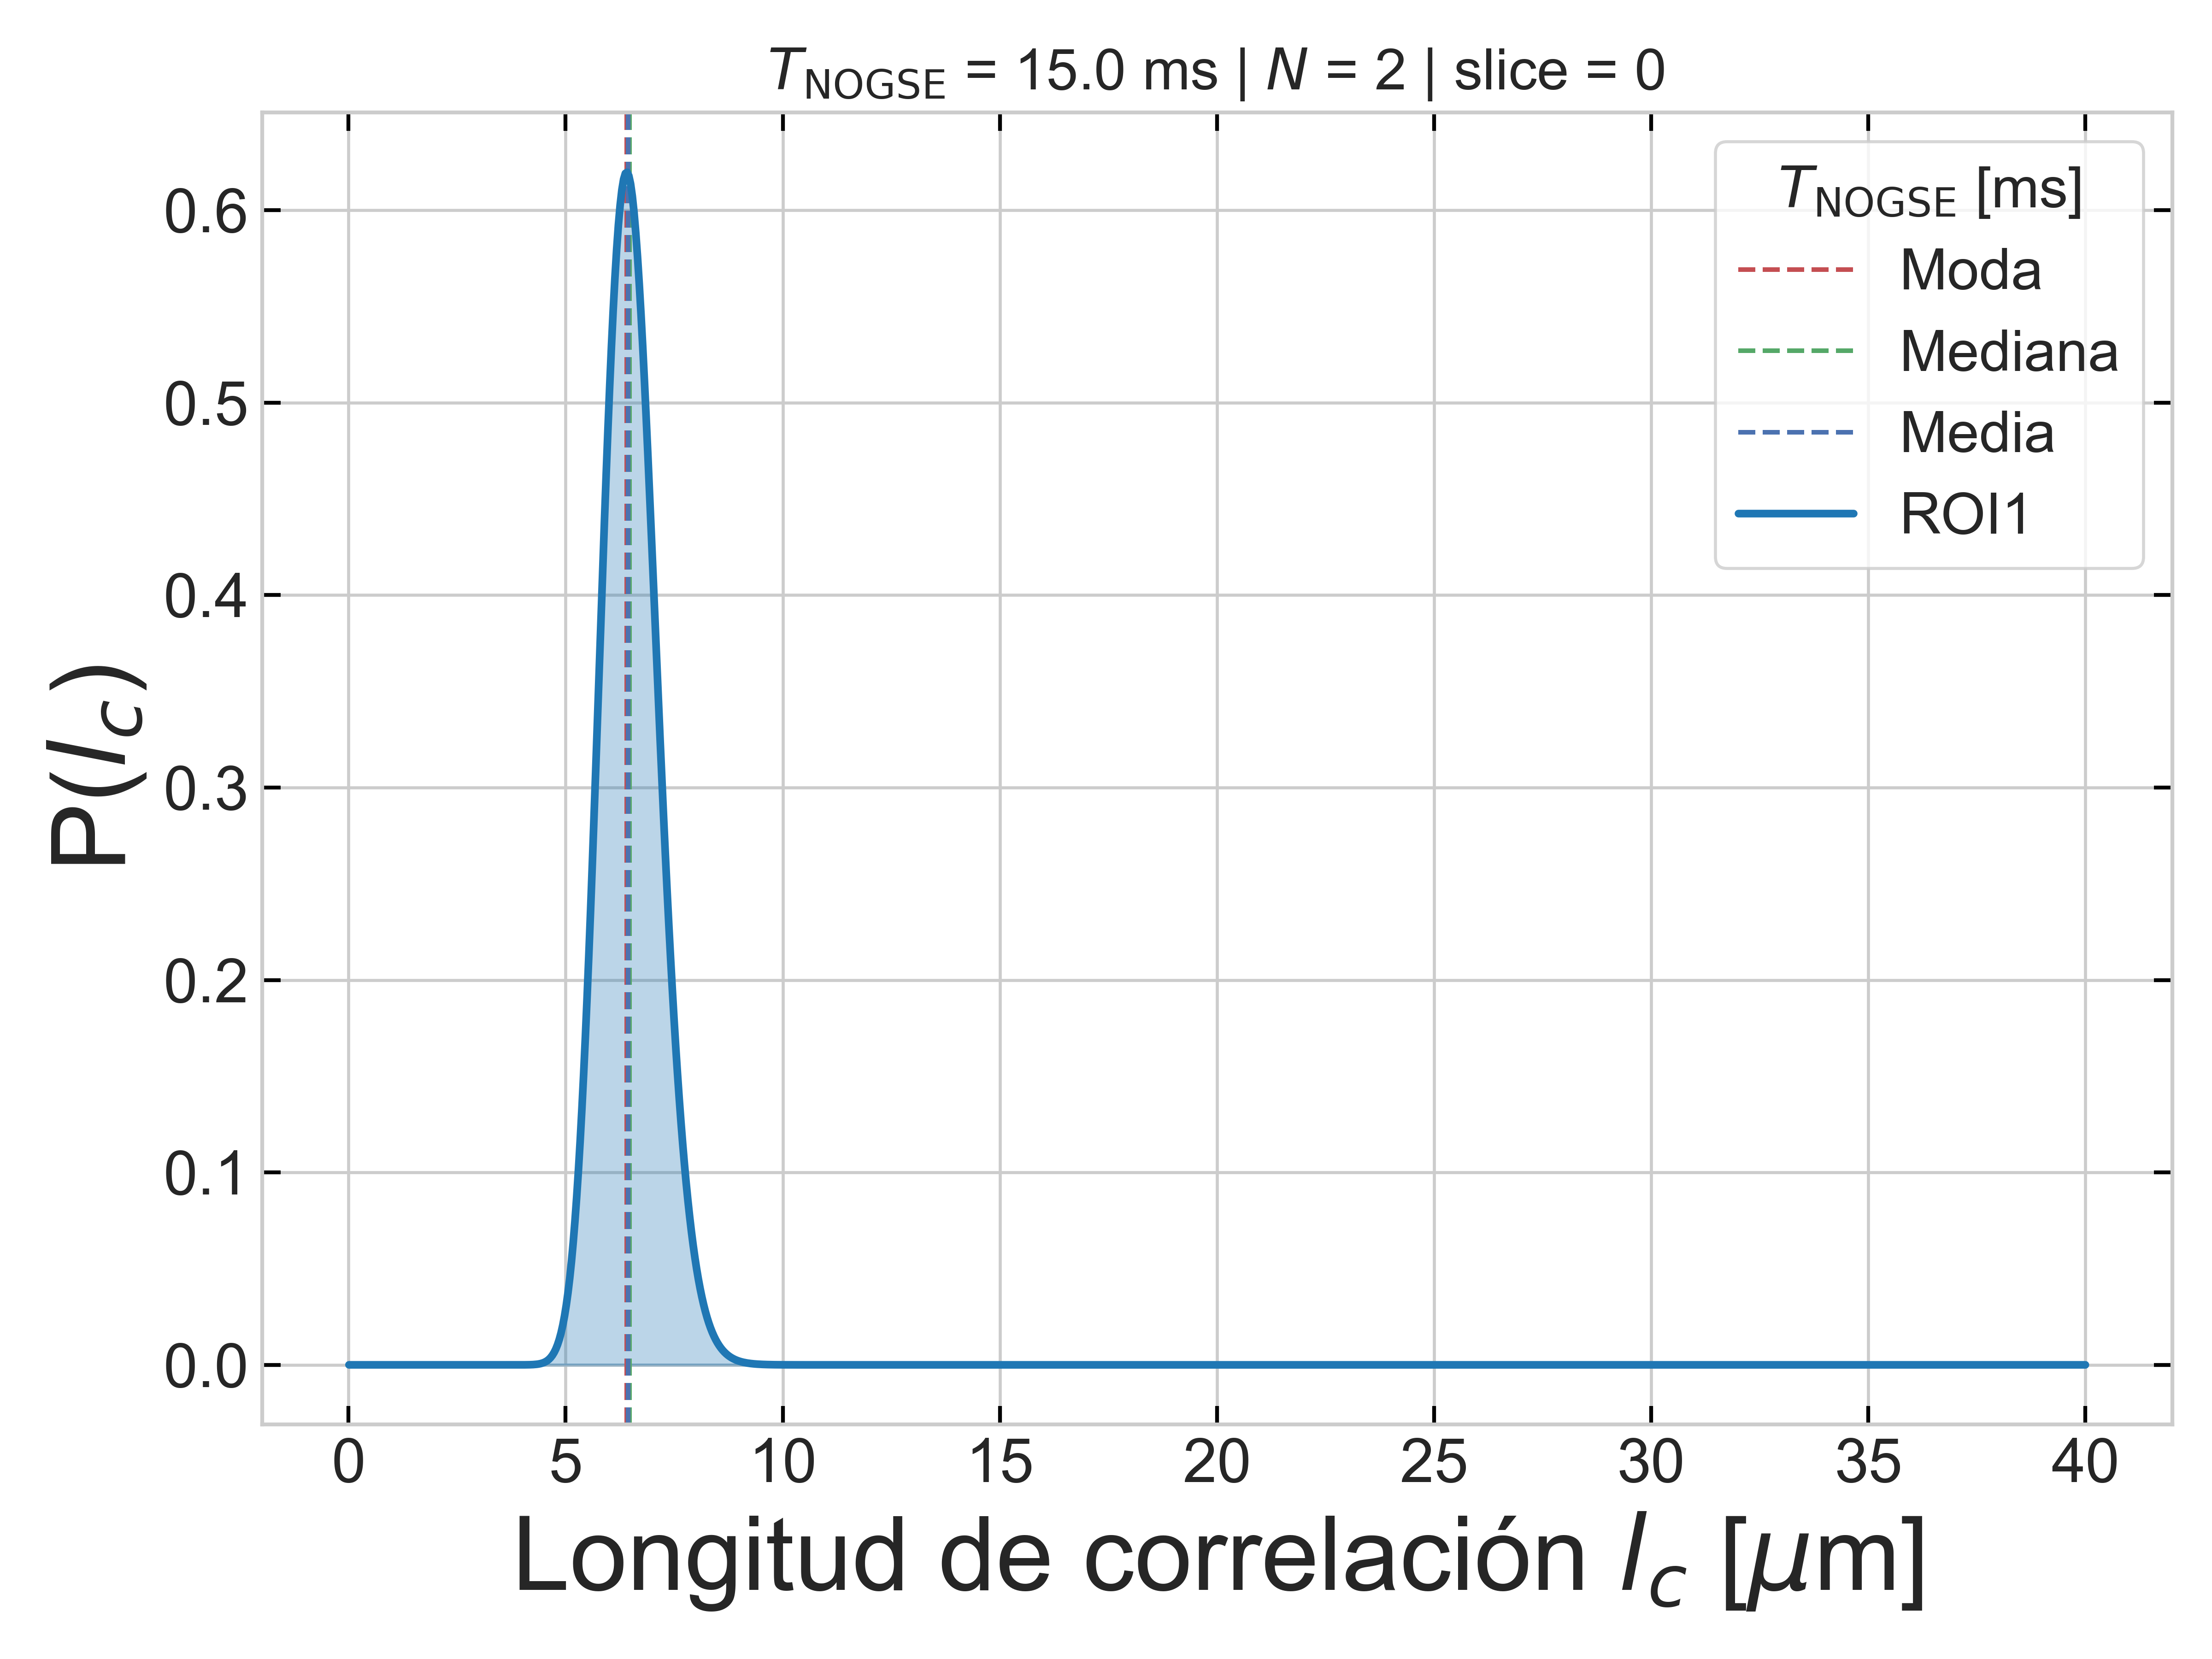 T_NOGSE = 15.0 ms | N = 2 | slice = 0
T_NOGSE [ms]
Moda
Mediana
Media
ROI1
P(l_c)
0.6
0.5
0.4
0.3
0.2
0.1
0.0
0 5 10 15 20 25 30 35 40
Longitud de correlación l_c [μm]